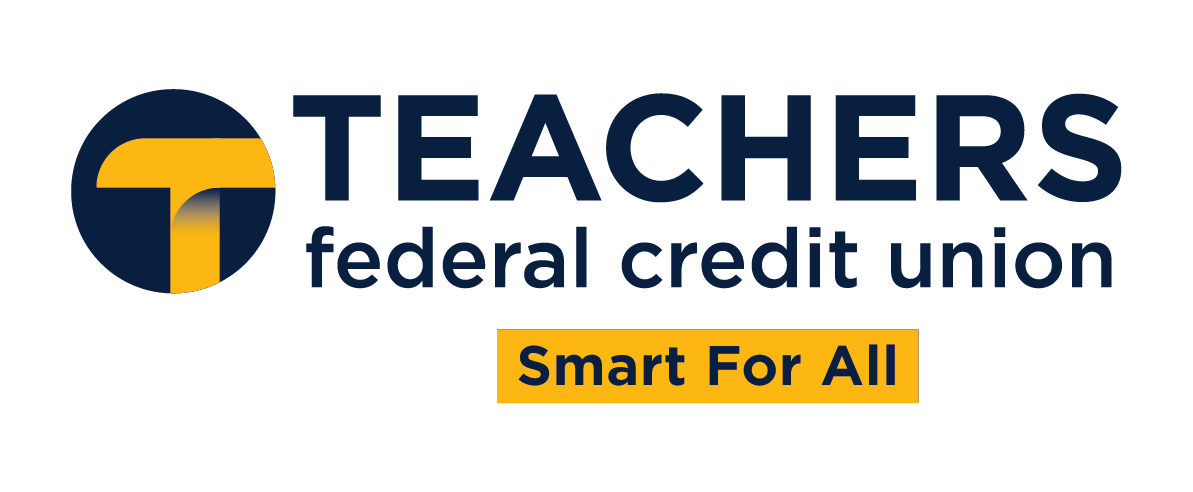 TEACHERS
federal credit union
Smart For All